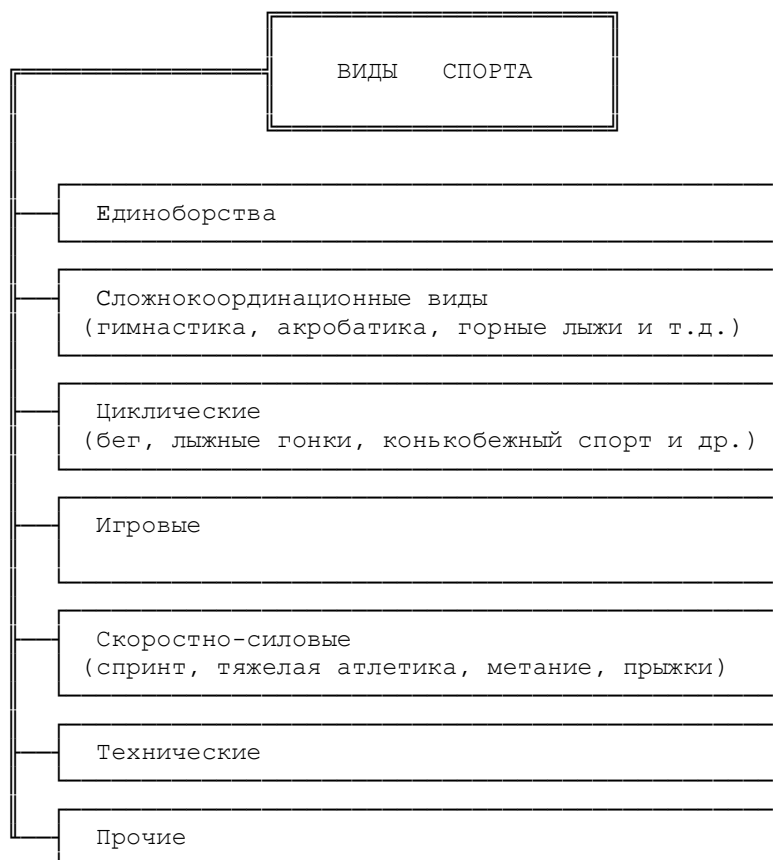 ВИДЫ СПОРТА
Единоборства
Сложнокоординационные виды
(гимнастика, акробатика, горные лыжи и т.д.)
Циклические
(бег, лыжные гонки, конькобежный спорт и др.)
Игровые
Скоростно-силовые
(спринт, тяжелая атлетика, метание, прыжки)
Технические
Прочие